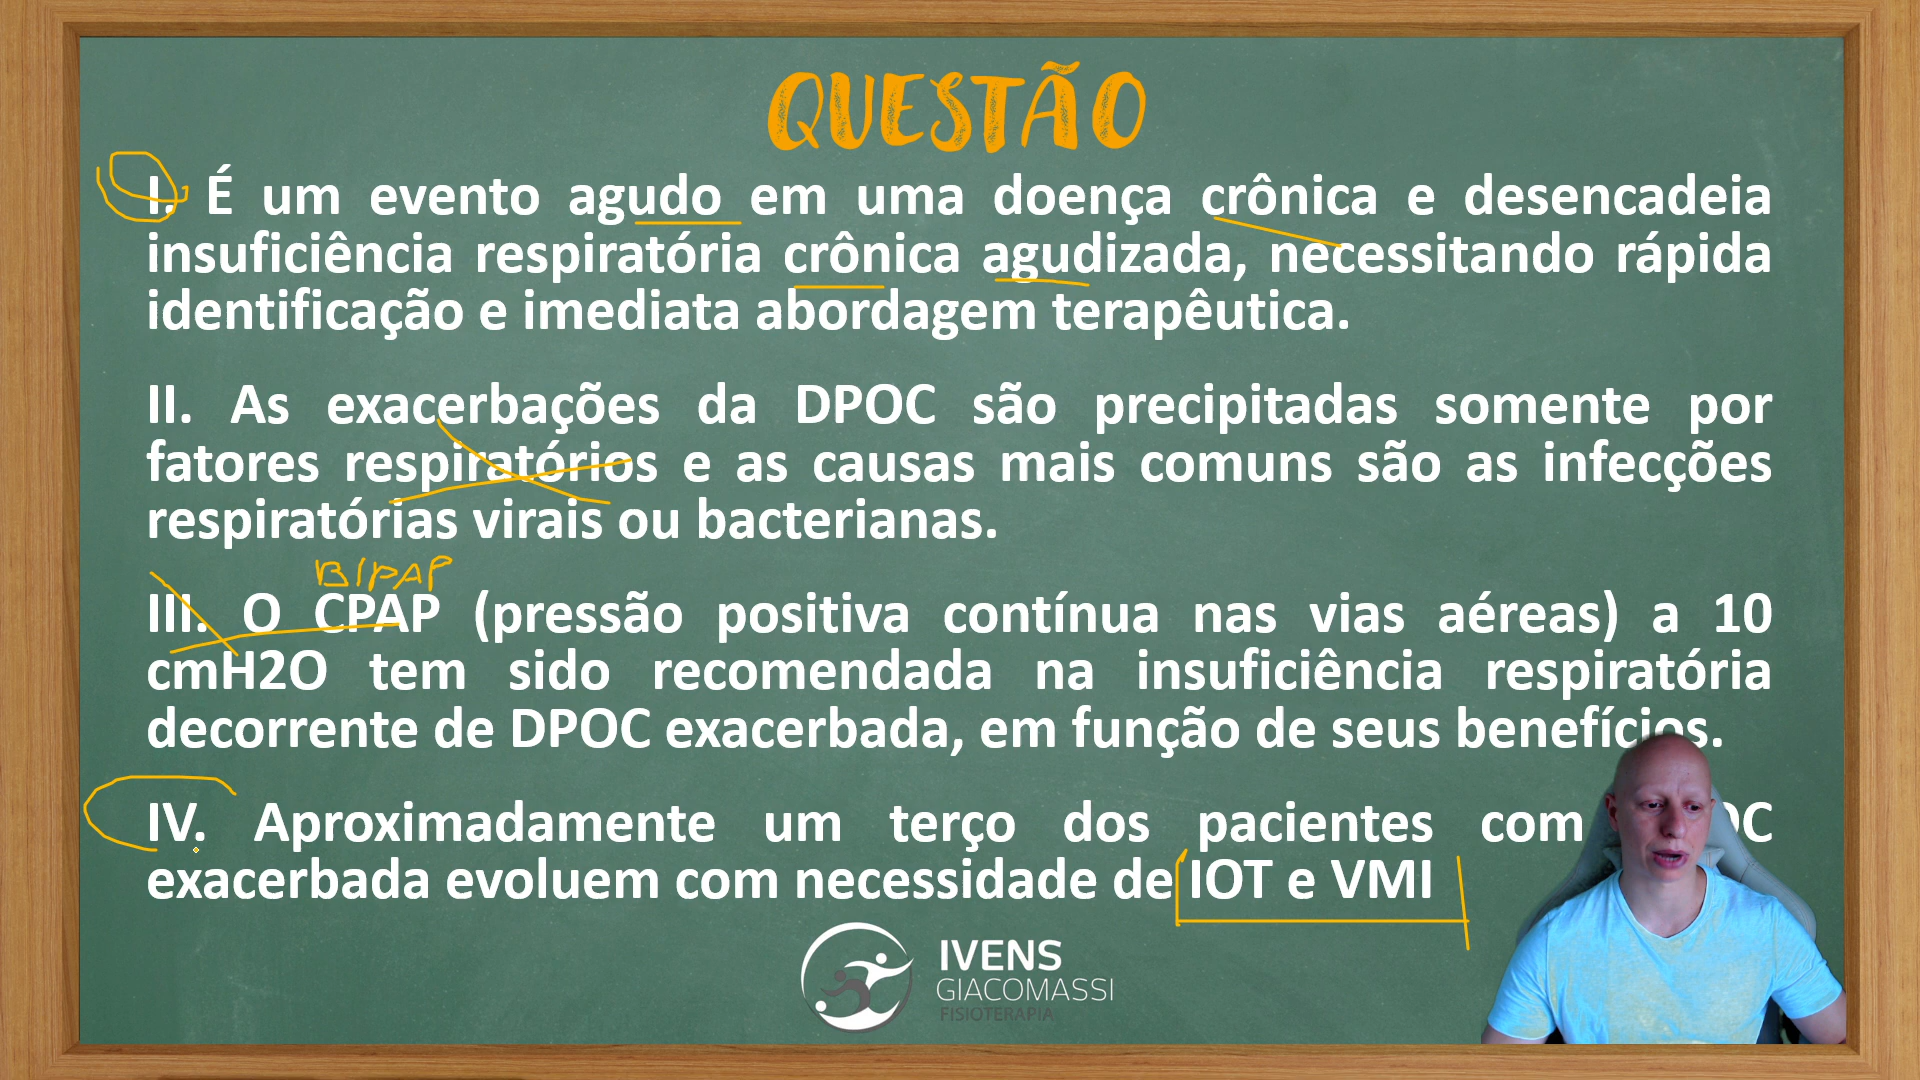 QUESTÃO
I. É um evento agudo em uma doença crônica e desencadeia
insuficiência respiratória crônica agudizada, necessitando rápida
identificação e imediata abordagem terapêutica.
II. As exacerbações da DPOC são precipitadas somente por
fatores respiratórios e as causas mais comuns são as infecções
respiratórias virais ou bacterianas.
BIPAP
III. O CPAP (pressão positiva contínua nas vias aéreas) a 10
cmH2O tem sido recomendada na insuficiência respiratória
decorrente de DPOC exacerbada, em função de seus benefícios.
IV. Aproximadamente um terço dos pacientes com
exacerbada evoluem com necessidade de IOT e VMI
IVENS
GIACOMASSI
FISIOTERAPIA